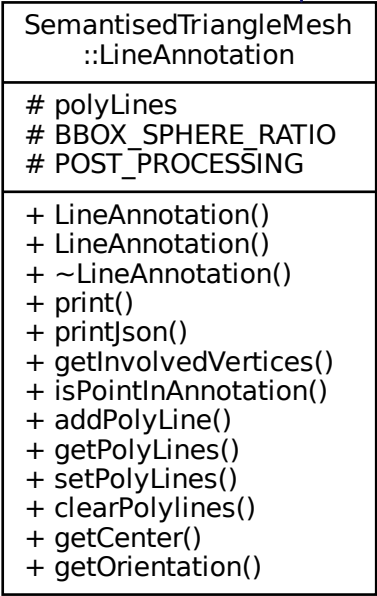 SemantisedTriangleMesh
::LineAnnotation
# polyLines
# BBOX_SPHERE_RATIO
# POST_PROCESSING
+ LineAnnotation()
+ LineAnnotation()
+ ~LineAnnotation()
+ print()
+ printJson()
+ getInvolvedVertices()
+ isPointInAnnotation()
+ addPolyLine()
+ getPolyLines()
+ setPolyLines()
+ clearPolylines()
+ getCenter()
+ getOrientation()